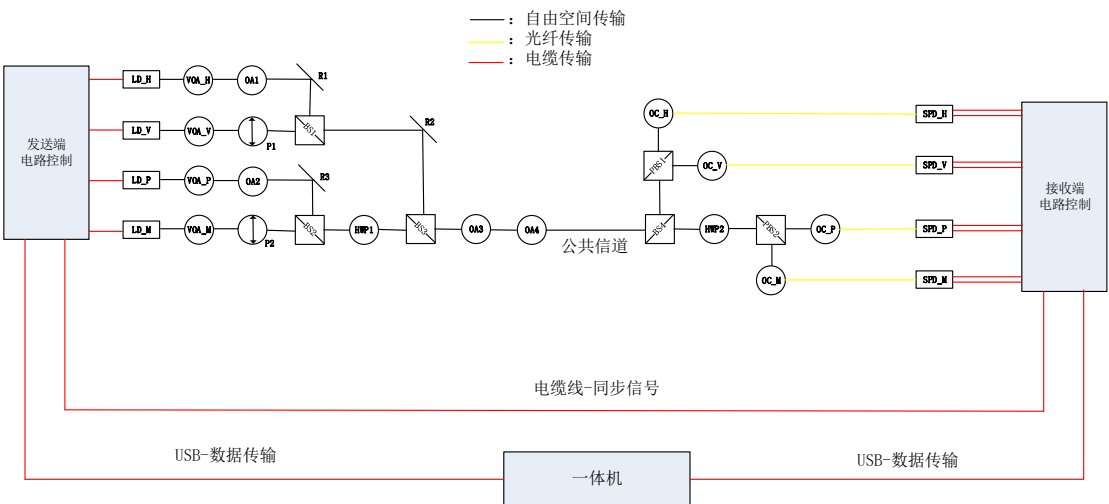 ：自由空间传输
：光纤传输
：电缆传输
发送端
电路控制
LD_H
VOA_H
OA1
R1
LD_V
VOA_V
P1
BS1
R2
LD_P
VOA_P
OA2
R3
LD_M
VOA_M
P2
BS2
HWP1
BS3
OA3
OA4
公共信道
OC_H
PBS1
OC_V
BS4
HWP2
PBS2
OC_P
OC_M
SPD_H
SPD_V
SPD_P
SPD_M
接收端
电路控制
电缆线-同步信号
USB-数据传输
一体机
USB-数据传输